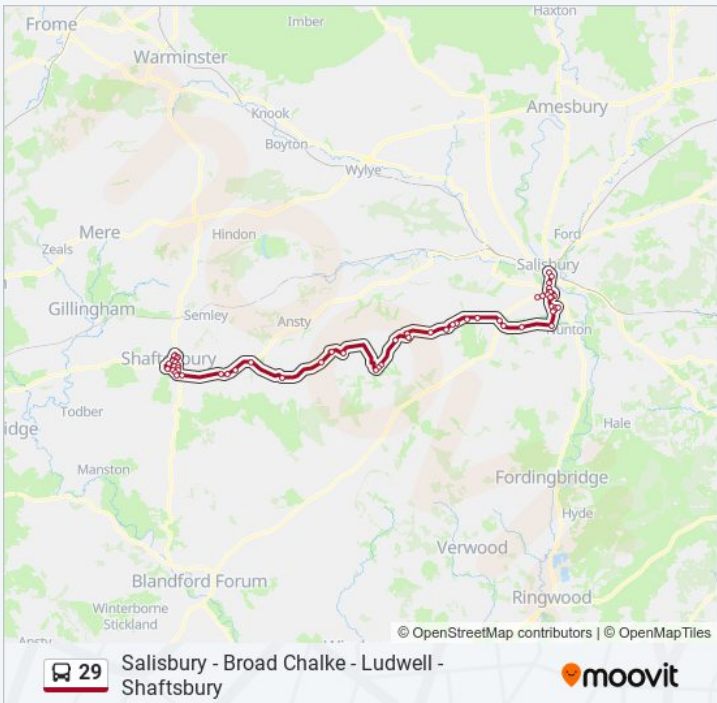 Imber
Haxton
Frome
Warminster
Amesbury
Knook
Boyton
Wylye
Mere
Hindon
Ford
Zeals
Salisbury
Gillingham
Semley
Ansty
Nunton
Shaftesbury
Todber
Hale
idge
Manston
Fordingbridge
Hyde
Verwood
Blandford Forum
Ringwood
Winterborne
Stickland
Ansty
© OpenStreetMap contributors | © OpenMapTiles
29
Salisbury - Broad Chalke - Ludwell -
Shaftsbury
moovit